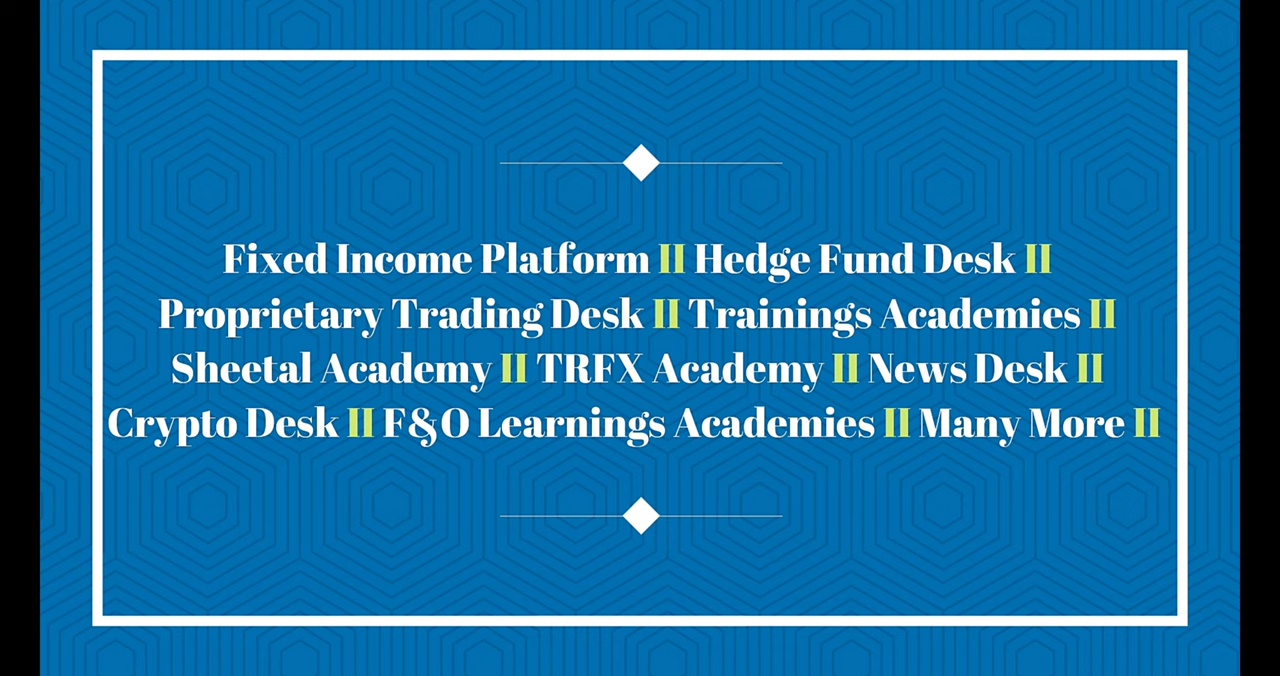 Fixed Income Platform II Hedge Fund Desk II
Proprietary Trading Desk II Trainings Academies II
Sheetal Academy II TRFX Academy II News Desk II
Crypto Desk II F&O Learnings Academies II Many More II